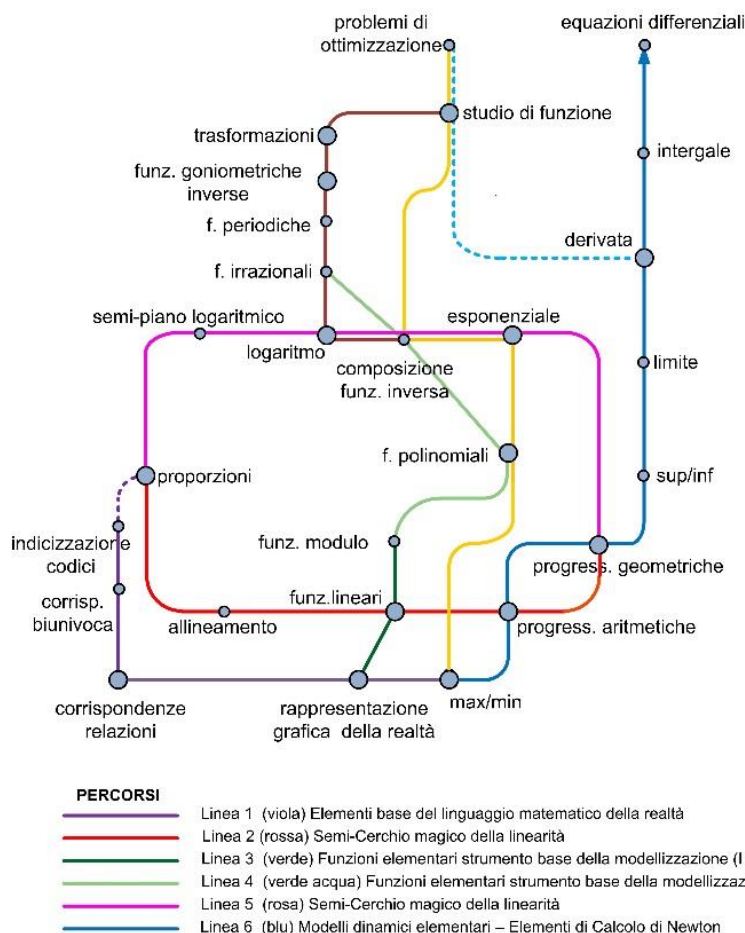 problemi di
ottimizzazione
equazioni differenziali
studio di funzione
trasformazioni
funz. goniometriche
inverse
intergale
f. periodiche
derivata
f. irrazionali
semi-piano logaritmico
esponenziale
logaritmo
composizione
funz. inversa
limite
f. polinomiali
proporzioni
sup/inf
indicizzazione
codici
funz. modulo
progress. geometriche
corrisp.
biunivoca
funz.lineari
allineamento
progress. aritmetiche
corrispondenze
relazioni
rappresentazione
grafica della realtà
max/min
PERCORSI
Linea 1 (viola) Elementi base del linguaggio matematico della realtà
Linea 2 (rossa) Semi-Cerchio magico della linearità
Linea 3 (verde) Funzioni elementari strumento base della modellizzazione (I
Linea 4 (verde acqua) Funzioni elementari strumento base della modellizzaz
Linea 5 (rosa) Semi-Cerchio magico della linearità
Linea 6 (blu) Modelli dinamici elementari – Elementi di Calcolo di Newton